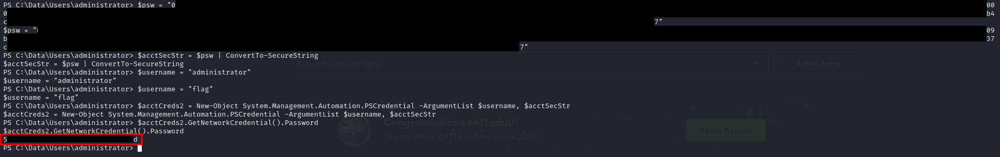 PS C:\Data\Users\administrator> $psw = "0 00
0 b4
c 7"
$psw = " 09
b 37
c 7"
PS C:\Data\Users\administrator> $acctSecStr = $psw | ConvertTo-SecureString
$acctSecStr = $psw | ConvertTo-SecureString
Submit flag difficulty rating
Submit Rating
PS C:\Data\Users\administrator> $username = "administrator"
$username = "administrator"
PS C:\Data\Users\administrator> $username = "flag"
$username = "flag"
PS C:\Data\Users\administrator> $acctCreds2 = New-Object System.Management.Automation.PSCredential -ArgumentList $username, $acctSecStr
$acctCreds2 = New-Object System.Management.Automation.PSCredential -ArgumentList $username, $acctSecStr
PS C:\Data\Users\administrator> $acctCreds2.GetNetworkCredential().Password
Congratulations c4l1xdu0!
$acctCreds2.GetNetworkCredential().Password
Share Results
You are player #7115 to have pwned Omni.
5 d
PS C:\Data\Users\administrator>